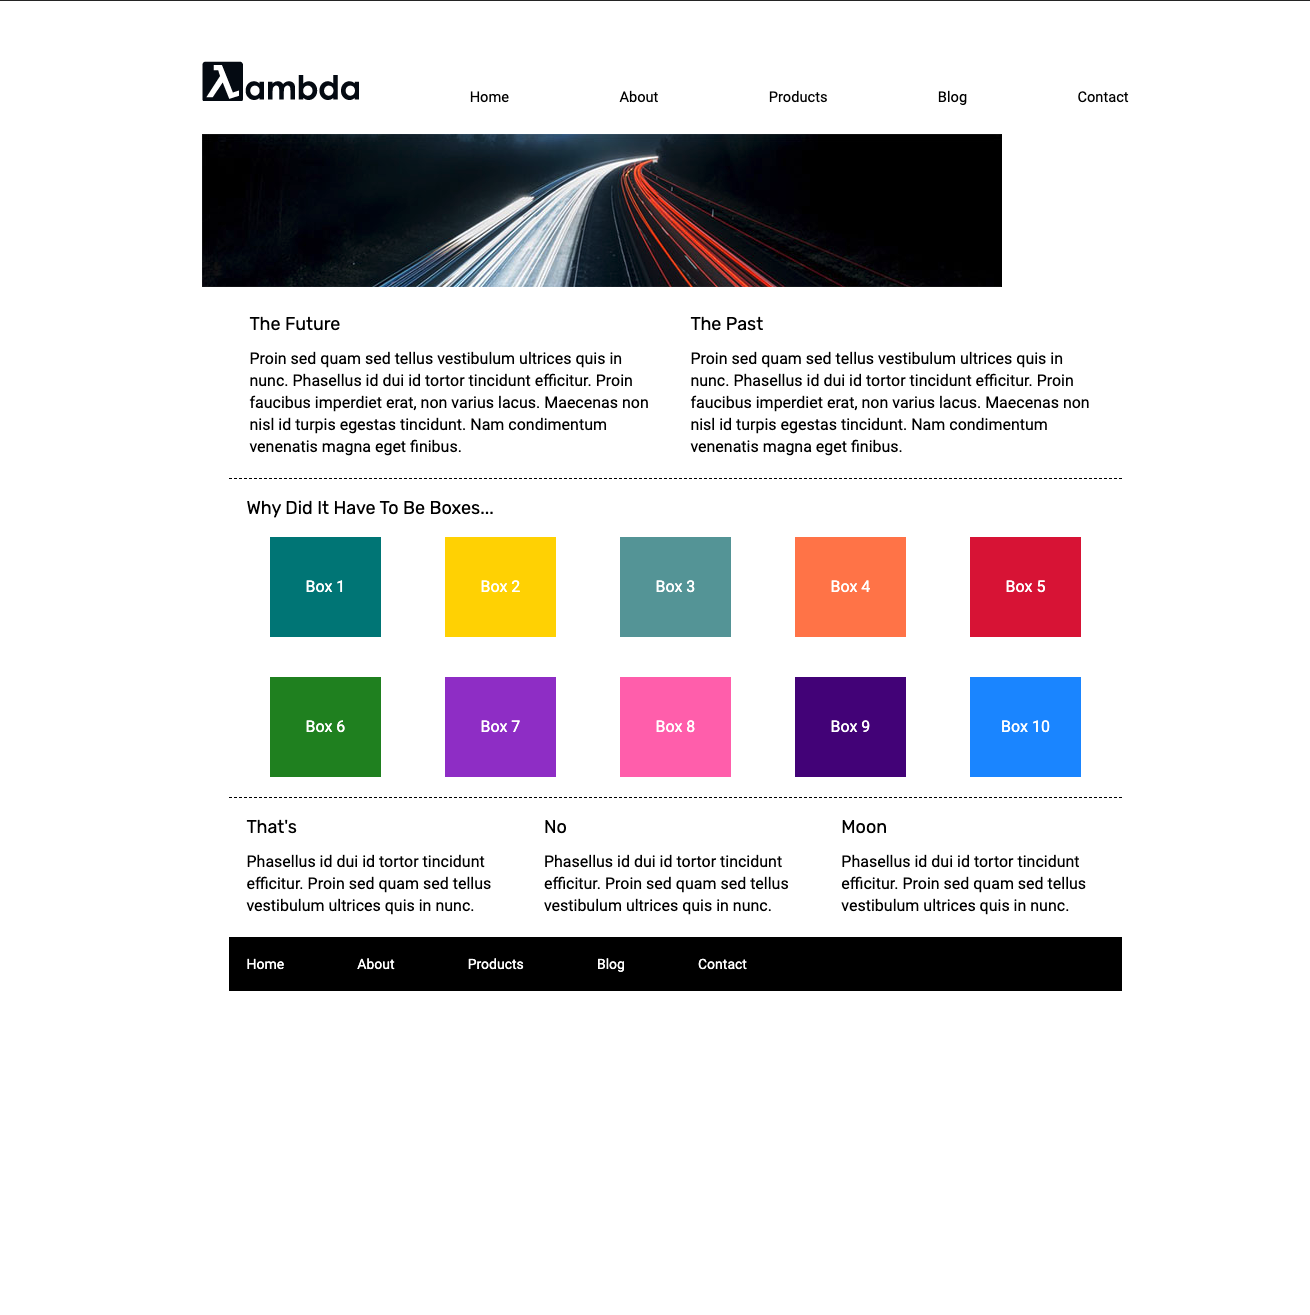 λambda
Home About Products Blog Contact
The Future
Proin sed quam sed tellus vestibulum ultrices quis in
nunc. Phasellus id dui id tortor tincidunt efficitur. Proin
faucibus imperdiet erat, non varius lacus. Maecenas non
nisl id turpis egestas tincidunt. Nam condimentum
venenatis magna eget finibus.
The Past
Proin sed quam sed tellus vestibulum ultrices quis in
nunc. Phasellus id dui id tortor tincidunt efficitur. Proin
faucibus imperdiet erat, non varius lacus. Maecenas non
nisl id turpis egestas tincidunt. Nam condimentum
venenatis magna eget finibus.
Why Did It Have To Be Boxes...
Box 1 Box 2 Box 3 Box 4 Box 5
Box 6 Box 7 Box 8 Box 9 Box 10
That's
Phasellus id dui id tortor tincidunt
efficitur. Proin sed quam sed tellus
vestibulum ultrices quis in nunc.
No
Phasellus id dui id tortor tincidunt
efficitur. Proin sed quam sed tellus
vestibulum ultrices quis in nunc.
Moon
Phasellus id dui id tortor tincidunt
efficitur. Proin sed quam sed tellus
vestibulum ultrices quis in nunc.
Home About Products Blog Contact